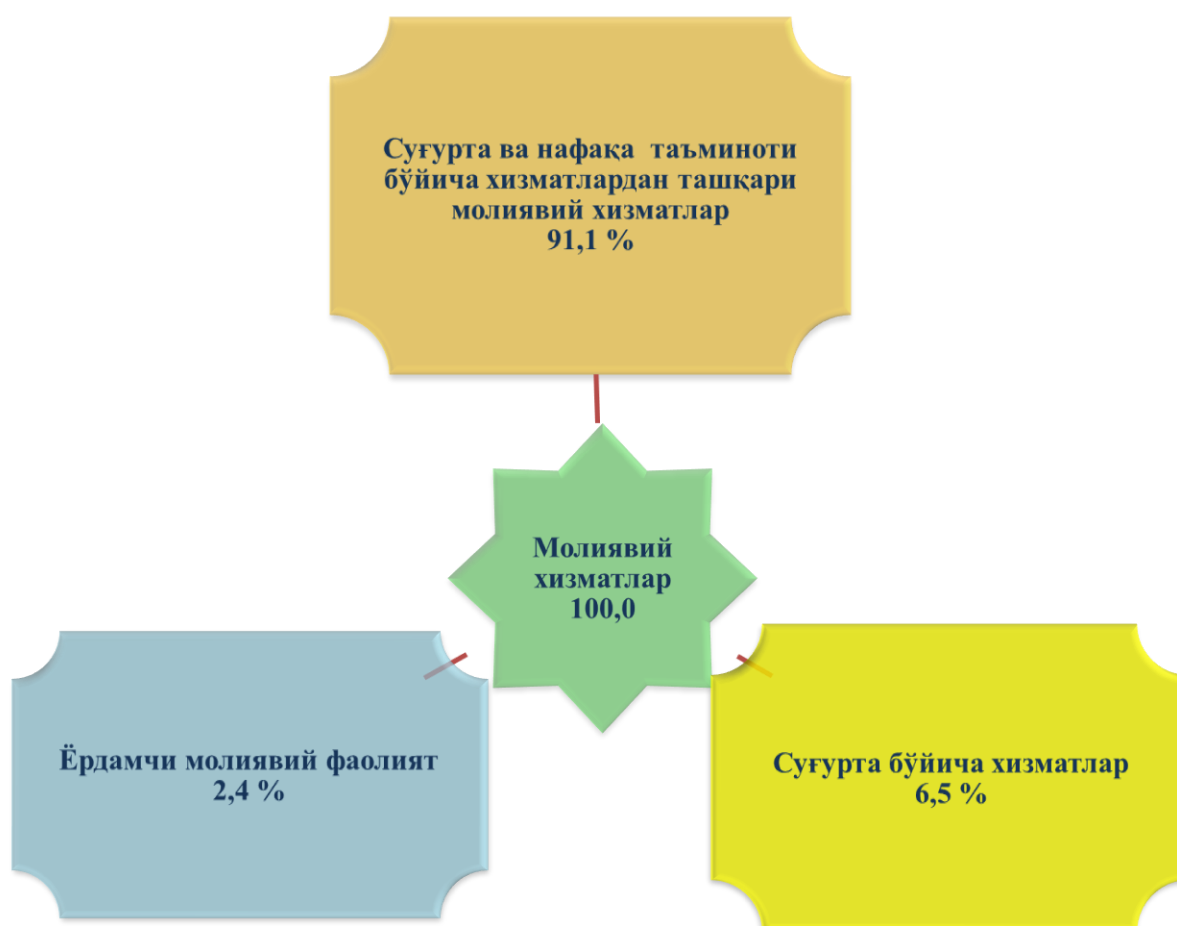 Суғурта ва нафақа таъминоти
бўйича хизматлардан ташқари
молиявий хизматлар
91,1 %
Молиявий
хизматлар
100,0
Ёрдамчи молиявий фаолият
2,4 %
Суғурта бўйича хизматлар
6,5 %